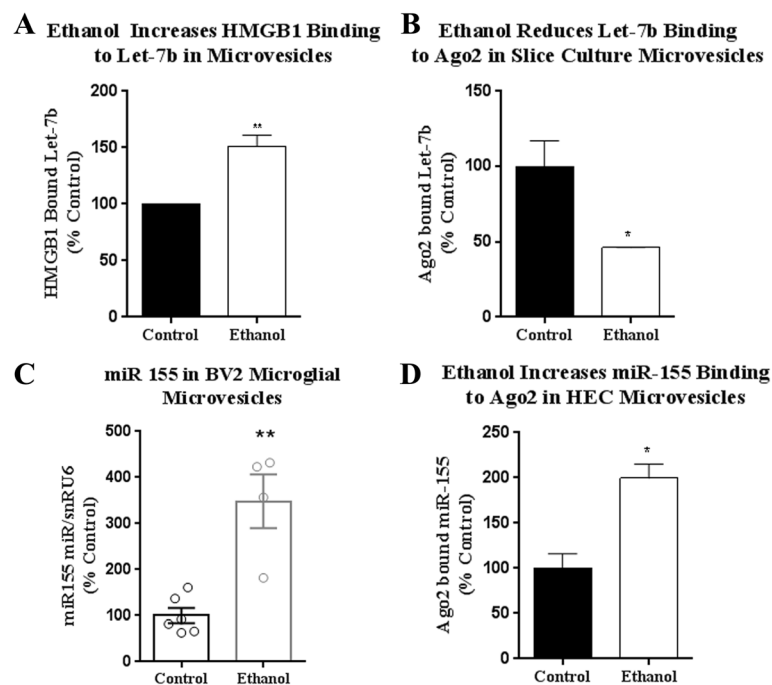 A
Ethanol Increases HMGB1 Binding
to Let-7b in Microvesicles
HMGB1 Bound Let-7b
(% Control)
200
150
100
50
0
**
Control
Ethanol
B
Ethanol Reduces Let-7b Binding
to Ago2 in Slice Culture Microvesicles
Ago2 bound Let-7b
(% Control)
150
100
50
0
*
Control
Ethanol
C
miR 155 in BV2 Microglial
Microvesicles
miR155 miR/snRU6
(% Control)
500
400
300
200
100
0
**
Control
Ethanol
D
Ethanol Increases miR-155 Binding
to Ago2 in HEC Microvesicles
Ago2 bound miR-155
(% Control)
250
200
150
100
50
0
*
Control
Ethanol